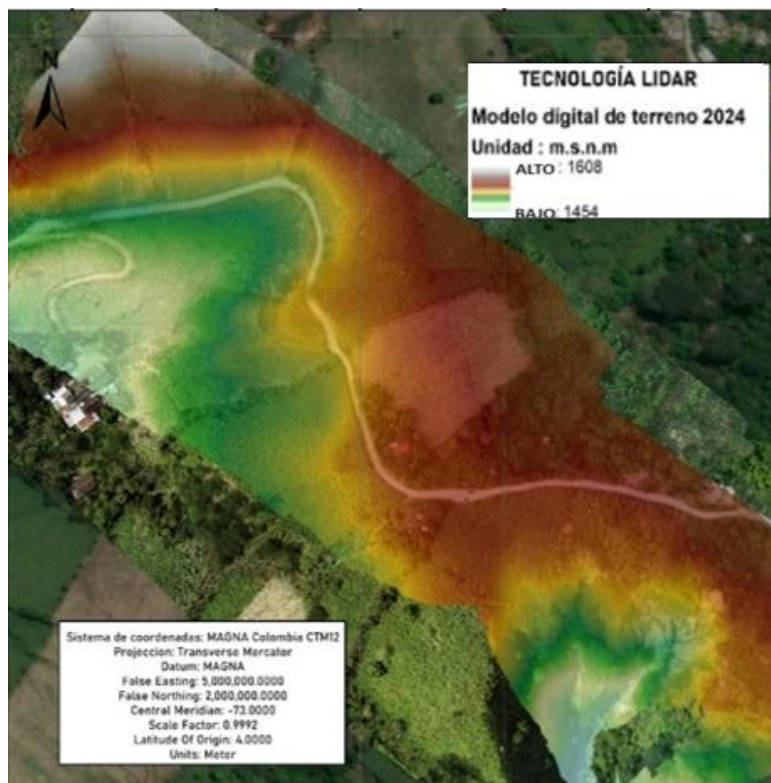 N
TECNOLOGÍA LIDAR
Modelo digital de terreno 2024
Unidad : m.s.n.m
ALTO : 1608
BAJO: 1454
Sistema de coordenadas: MAGNA Colombia CTM12
Projeccion: Transverse Mercator
Datum: MAGNA
False Easting: 5,000,000.0000
False Northing: 2,000,000.0000
Central Meridian: -73.0000
Scale Factor: 0.9992
Latitude Of Origin: 4.0000
Units: Meter